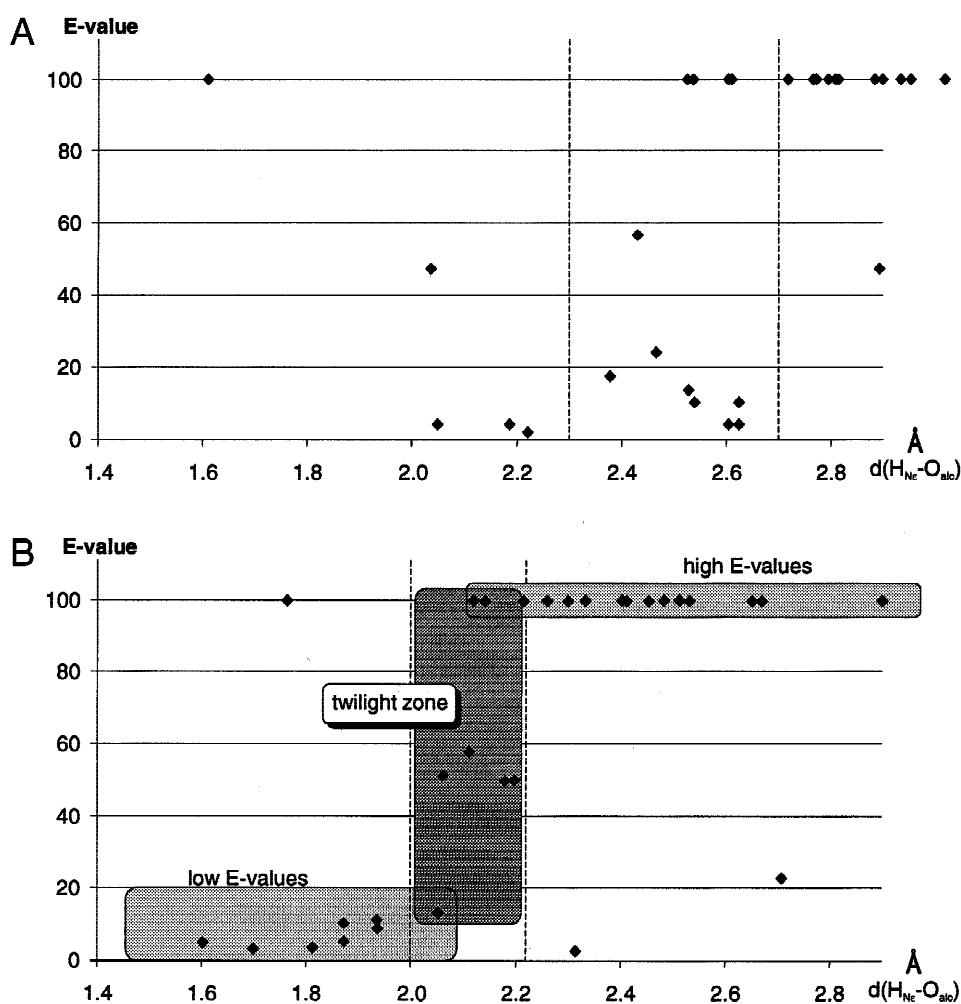 A
E-value
100
80
60
40
20
0
1.4 1.6 1.8 2.0 2.2 2.4 2.6 2.8
Å
d(HNε-Oalc)
B
E-value
high E-values
100
80
twilight zone
60
40
low E-values
20
0
1.4 1.6 1.8 2.0 2.2 2.4 2.6 2.8
Å
d(HNε-Oalc)